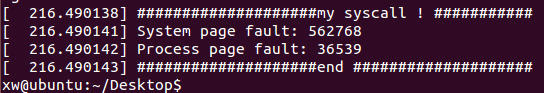 [  216.490138] ####################my syscall ! ###########
[  216.490141] System page fault: 562768
[  216.490142] Process page fault: 36539
[  216.490143] ####################end ####################
xw@ubuntu:~/Desktop$